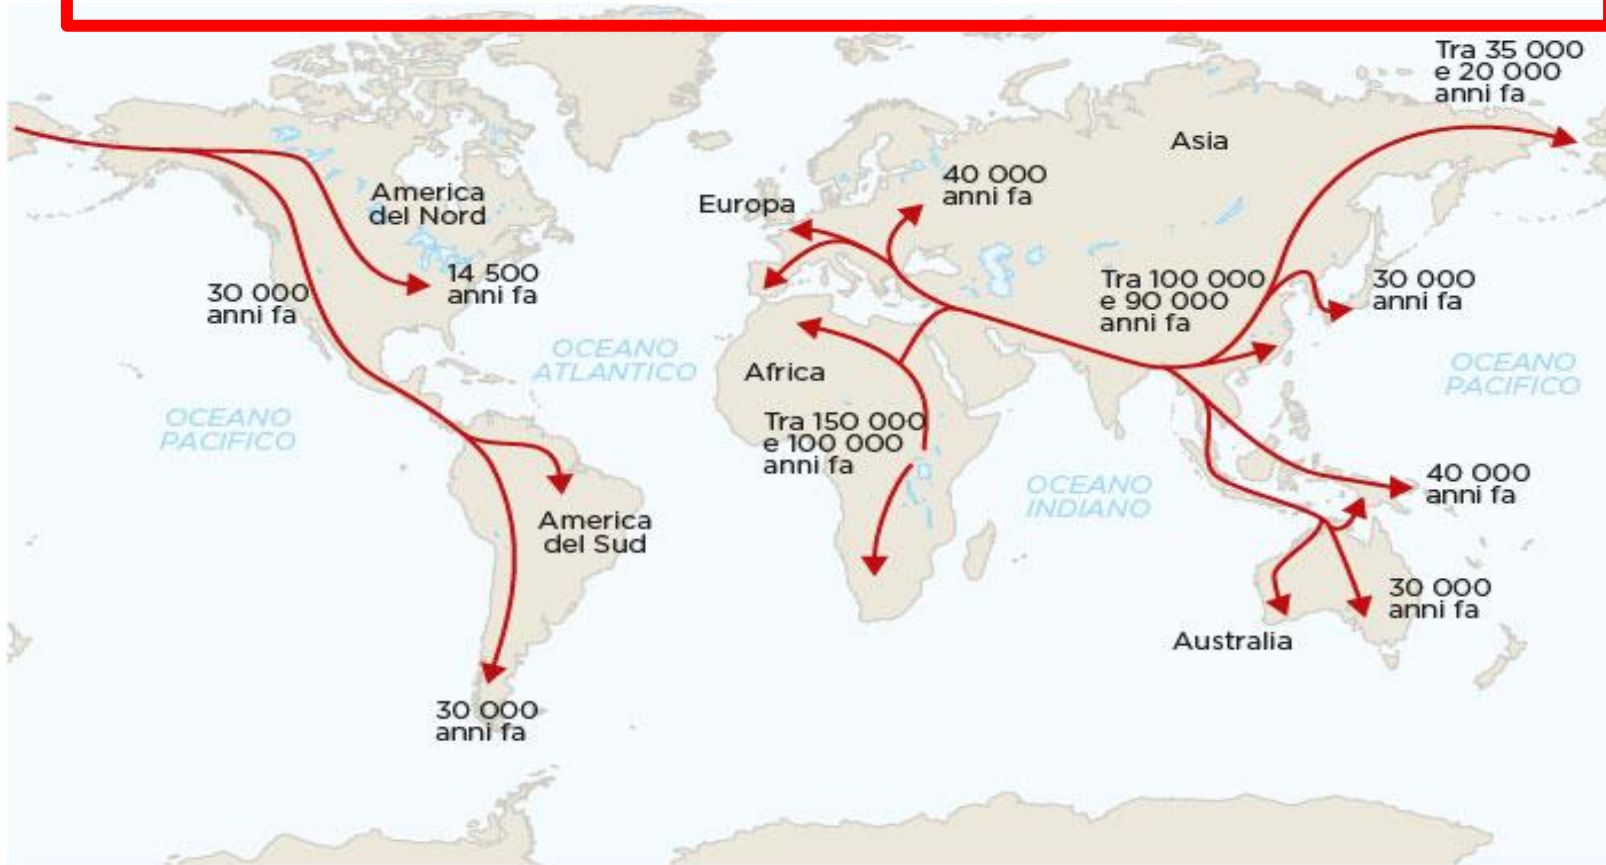 Tra 35 000
e 20 000
anni fa
Asia
40 000
anni fa
Europa
America
del Nord
14 500
anni fa
30 000
anni fa
Tra 100 000
e 90 000
anni fa
30 000
anni fa
OCEANO
ATLANTICO
Africa
OCEANO
PACIFICO
OCEANO
PACIFICO
Tra 150 000
e 100 000
anni fa
OCEANO
INDIANO
40 000
anni fa
America
del Sud
30 000
anni fa
Australia
30 000
anni fa